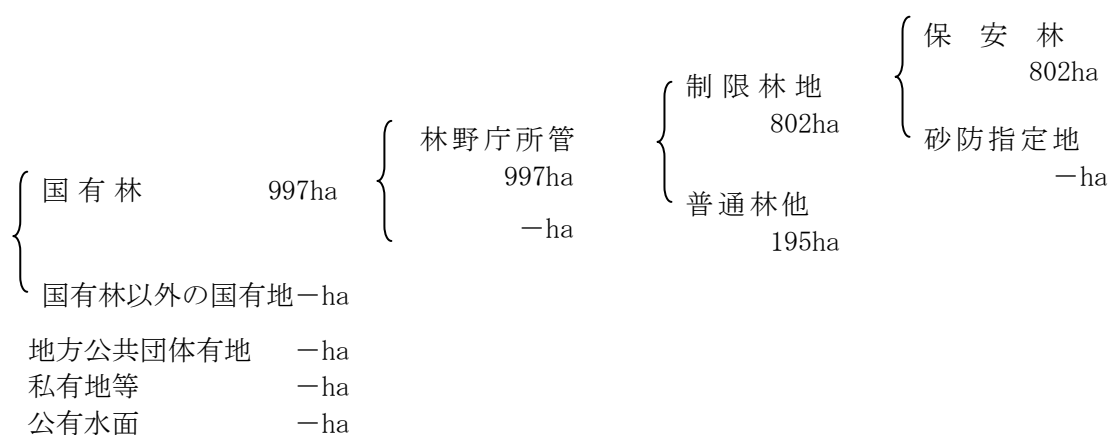 保　安　林
802ha
制限林地
802ha
砂防指定地
－ha
林野庁所管
997ha
－ha
普通林他
195ha
国有林　997ha
国有林以外の国有地－ha
地方公共団体有地　－ha
私有地等　－ha
公有水面　－ha